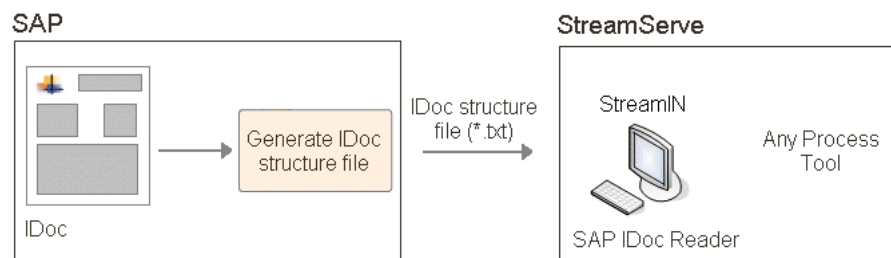 SAP
StreamServe
IDoc
Generate IDoc
structure file
IDoc structure
file (*.txt)
StreamIN
SAP IDoc Reader
Any Process
Tool